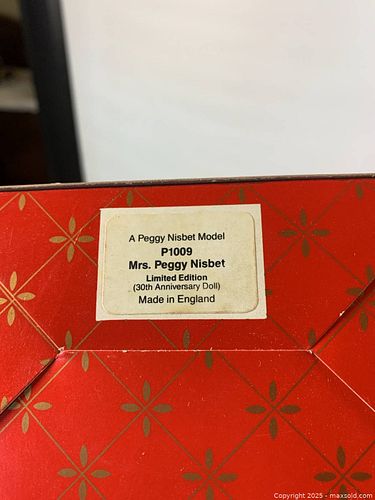 A Peggy Nisbet Model
P1009
Mrs. Peggy Nisbet
Limited Edition
(30th Anniversary Doll)
Made in England
Copyright © 2025 - maxsold.com